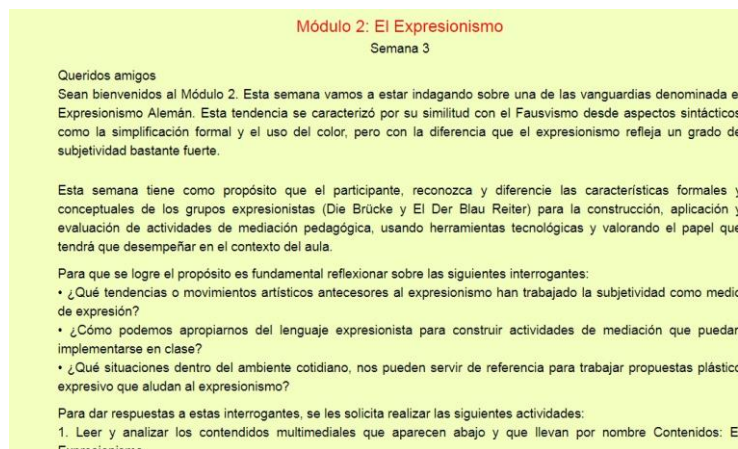 Módulo 2: El Expresionismo
Semana 3
Queridos amigos
Sean bienvenidos al Módulo 2. Esta semana vamos a estar indagando sobre una de las vanguardias denominada e
Expresionismo Alemán. Esta tendencia se caracterizó por su similitud con el Fausvismo desde aspectos sintácticos
como la simplificación formal y el uso del color, pero con la diferencia que el expresionismo refleja un grado de
subjetividad bastante fuerte.
Esta semana tiene como propósito que el participante, reconozca y diferencie las características formales y
conceptuales de los grupos expresionistas (Die Brücke y El Der Blau Reiter) para la construcción, aplicación y
evaluación de actividades de mediación pedagógica, usando herramientas tecnológicas y valorando el papel que
tendrá que desempeñar en el contexto del aula.
Para que se logre el propósito es fundamental reflexionar sobre las siguientes interrogantes:
• ¿Qué tendencias o movimientos artísticos antecesores al expresionismo han trabajado la subjetividad como medio
de expresión?
• ¿Cómo podemos apropiarnos del lenguaje expresionista para construir actividades de mediación que puedan
implementarse en clase?
• ¿Qué situaciones dentro del ambiente cotidiano, nos pueden servir de referencia para trabajar propuestas plástico
expresivo que aludan al expresionismo?
Para dar respuestas a estas interrogantes, se les solicita realizar las siguientes actividades:
1. Leer y analizar los contendidos multimediales que aparecen abajo y que llevan por nombre Contenidos: E
Expresionismo